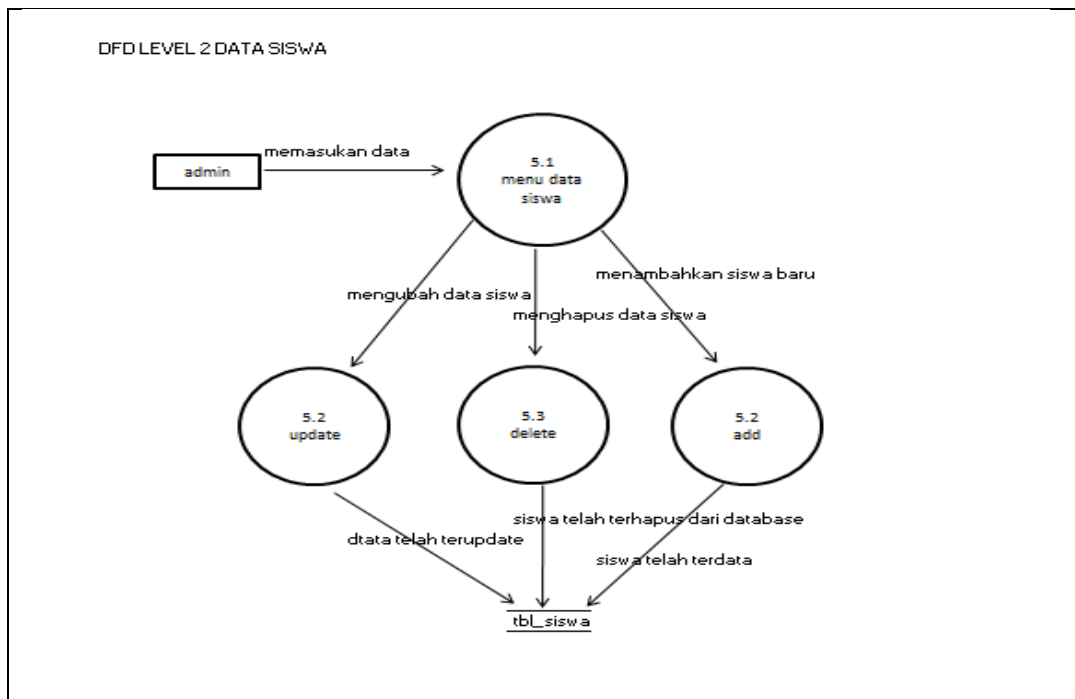 DFD LEVEL 2 DATA SISWA
memasukan data
admin
5.1
menu data
siswa
menambahkan siswa baru
mengubah data siswa
menghapus data siswa
5.2
update
5.3
delete
5.2
add
siswa telah terhapus dari database
dtata telah terupdate
siswa telah terdata
tbl_siswa